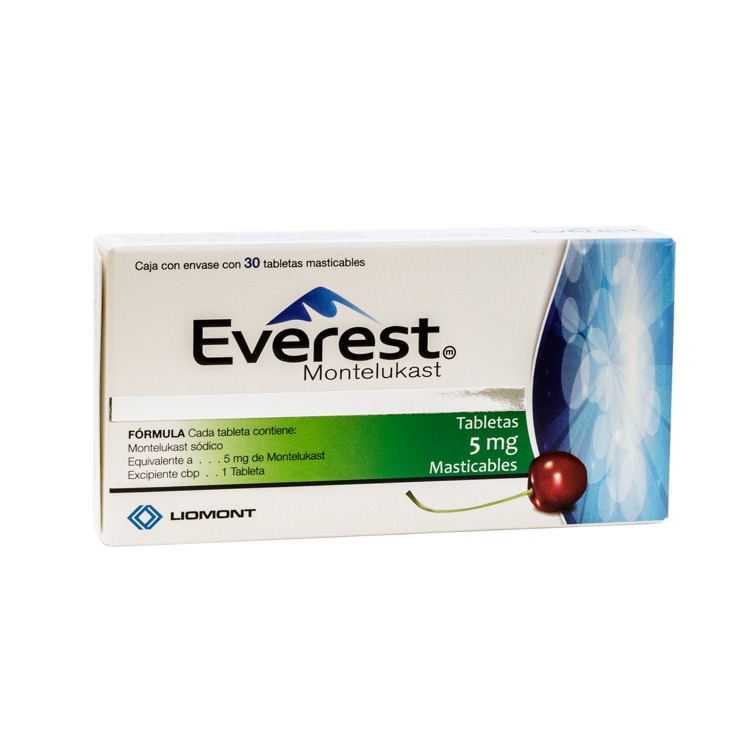 Everest
Caja con envase con 30 tabletas masticables
Everest
Montelukast
FÓRMULA Cada tableta contiene:
Montelukast sódico
Equivalente a . . . 5 mg de Montelukast
Excipiente cbp . . 1 Tableta
Tabletas
5 mg
Masticables
LIOMONT